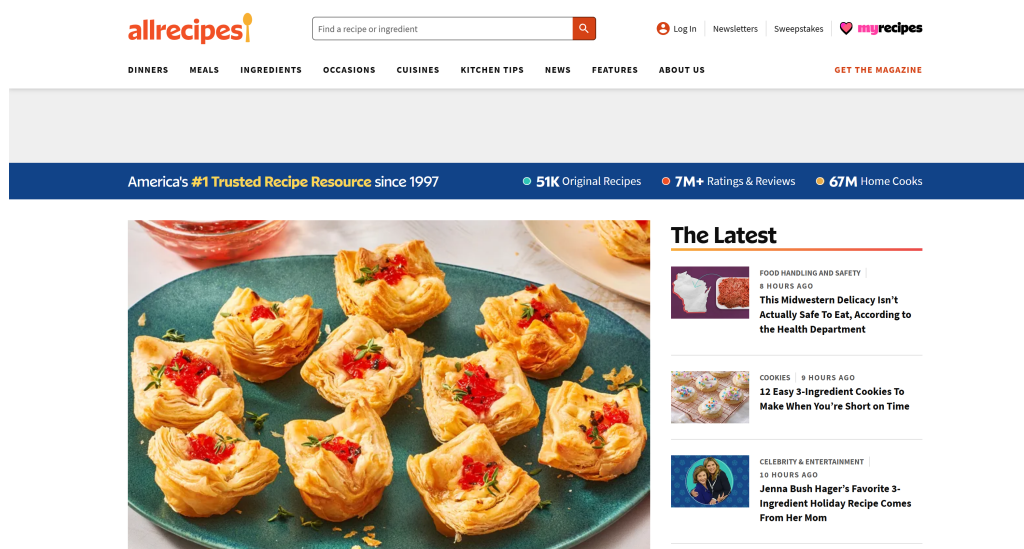 allrecipes
Find a recipe or ingredient
Log In
Newsletters
Sweepstakes
myrecipes
DINNERS
MEALS
INGREDIENTS
OCCASIONS
CUISINES
KITCHEN TIPS
NEWS
FEATURES
ABOUT US
GET THE MAGAZINE
America's #1 Trusted Recipe Resource since 1997
51K Original Recipes
7M+ Ratings & Reviews
67M Home Cooks
The Latest
FOOD HANDLING AND SAFETY
8 HOURS AGO
This Midwestern Delicacy Isn't
Actually Safe To Eat, According to
the Health Department
COOKIES
9 HOURS AGO
12 Easy 3-Ingredient Cookies To
Make When You're Short on Time
CELEBRITY & ENTERTAINMENT
10 HOURS AGO
Jenna Bush Hager's Favorite 3-
Ingredient Holiday Recipe Comes
From Her Mom